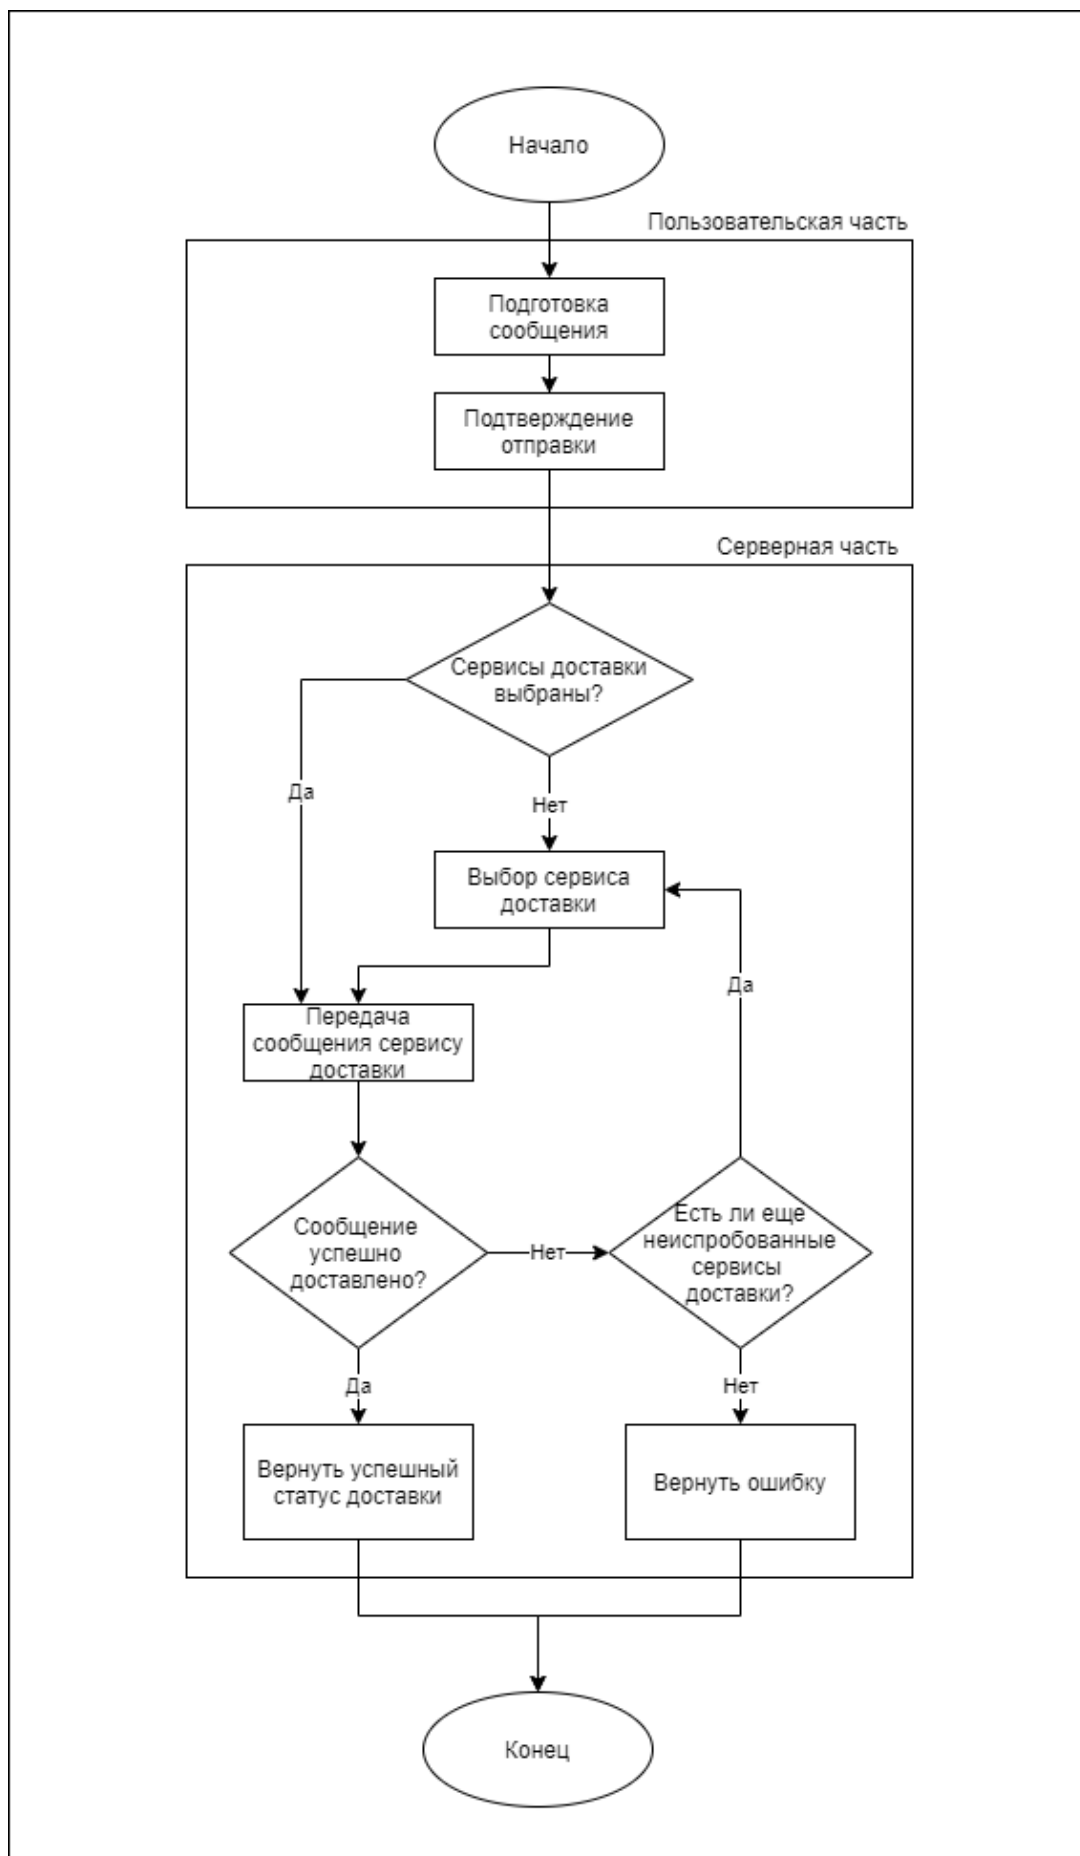 Начало
Пользовательская часть
Подготовка
сообщения
Подтверждение
отправки
Серверная часть
Сервисы доставки
выбраны?
Да
Нет
Выбор сервиса
доставки
Да
Передача
сообщения сервису
доставки
Сообщение
успешно
доставлено?
Нет
Есть ли еще
неиспробованные
сервисы
доставки?
Да
Нет
Вернуть успешный
статус доставки
Вернуть ошибку
Конец